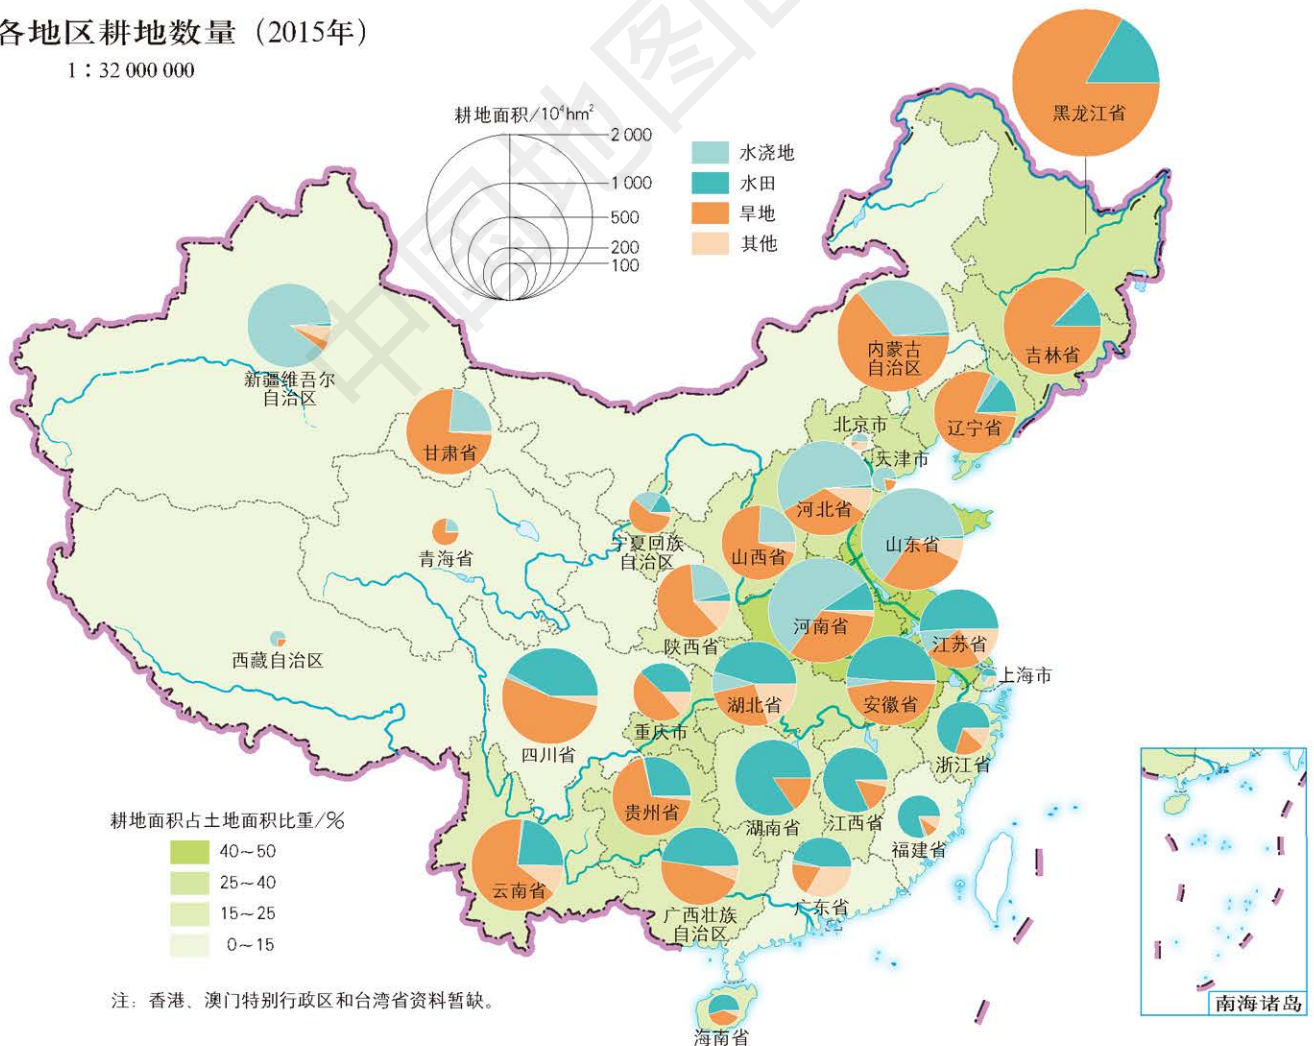 各地区耕地数量（2015年）
1：32 000 000
耕地面积/10⁴hm²
2 000
1 000
500
200
100
水浇地
水田
旱地
其他
黑龙江省
吉林省
内蒙古
自治区
辽宁省
新疆维吾尔
自治区
甘肃省
北京市
天津市
河北省
山东省
青海省
宁夏回族
自治区
山西省
西藏自治区
陕西省
河南省
江苏省
上海市
四川省
重庆市
湖北省
安徽省
浙江省
贵州省
湖南省
江西省
福建省
云南省
广西壮族
自治区
广东省
海南省
耕地面积占土地面积比重/%
40～50
25～40
15～25
0～15
注：香港、澳门特别行政区和台湾省资料暂缺。
南海诸岛
中国地图